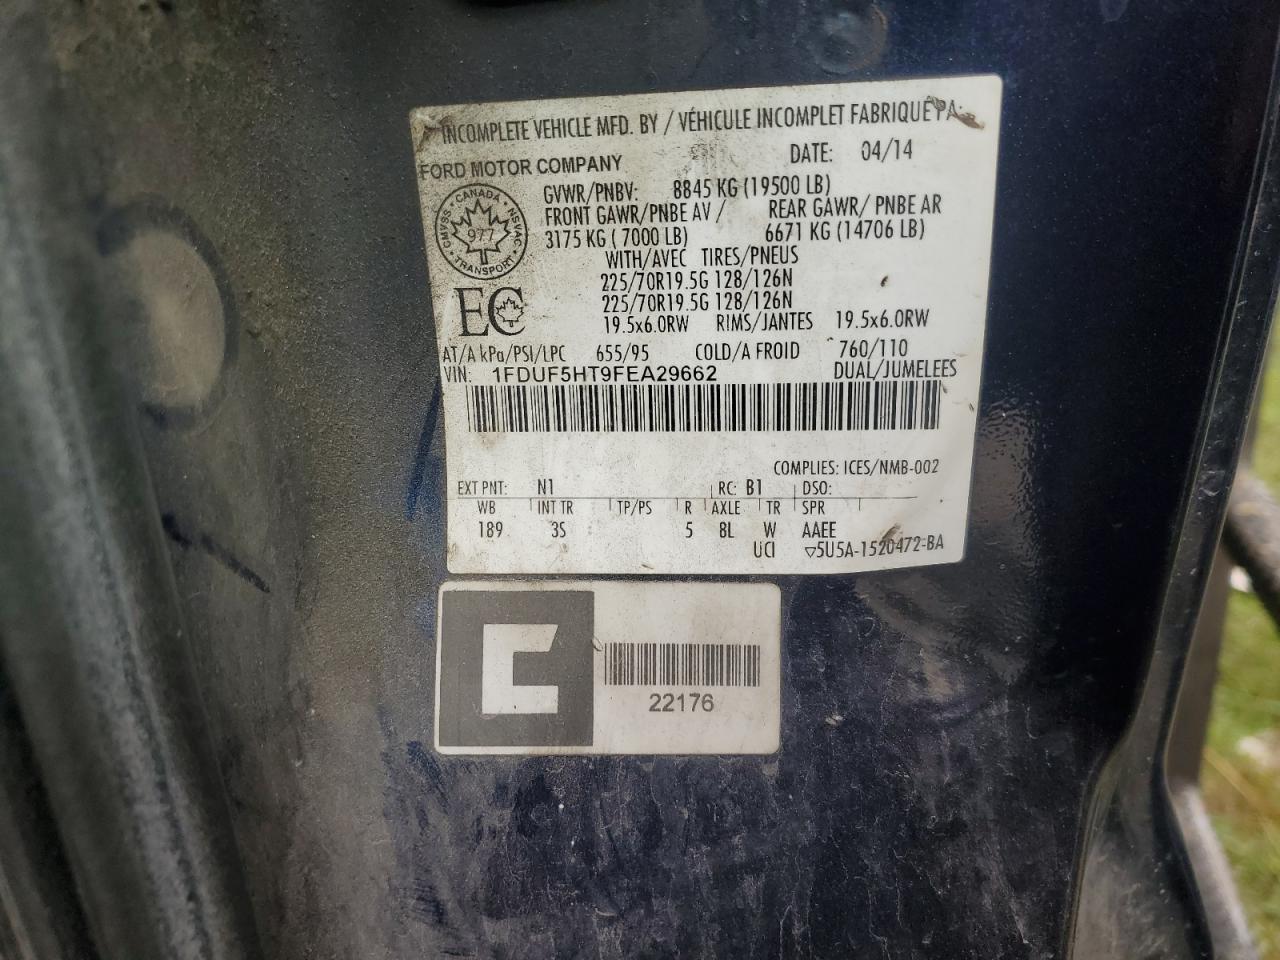 INCOMPLETE VEHICLE MFD. BY / VÉHICULE INCOMPLET FABRIQUÉ PA
FORD MOTOR COMPANY DATE: 04/14
GVWR/PNBV: 8845 KG (19500 LB)
FRONT GAWR/PNBE AV / REAR GAWR/PNBE AR
3175 KG ( 7000 LB) 6671 KG (14706 LB)
WITH/AVEC TIRES/PNEUS
225/70R19.5G 128/126N
225/70R19.5G 128/126N
19.5x6.0RW RIMS/JANTES 19.5x6.0RW
AT/A kPa/PSI/LPC 655/95 COLD/A FROID 760/110
VIN: 1FDUF5HT9FEA29662 DUAL/JUMELEES
CANADA
CMVSS NSVAC
977
TRANSPORT
EC
COMPLIES: ICES/NMB-002
EXT PNT: N1 RC: B1 DSO:
WB INT TR TP/PS R AXLE TR SPR
189 3S 5 8L W AAEE
UCI ▽5U5A-1520472-BA
22176